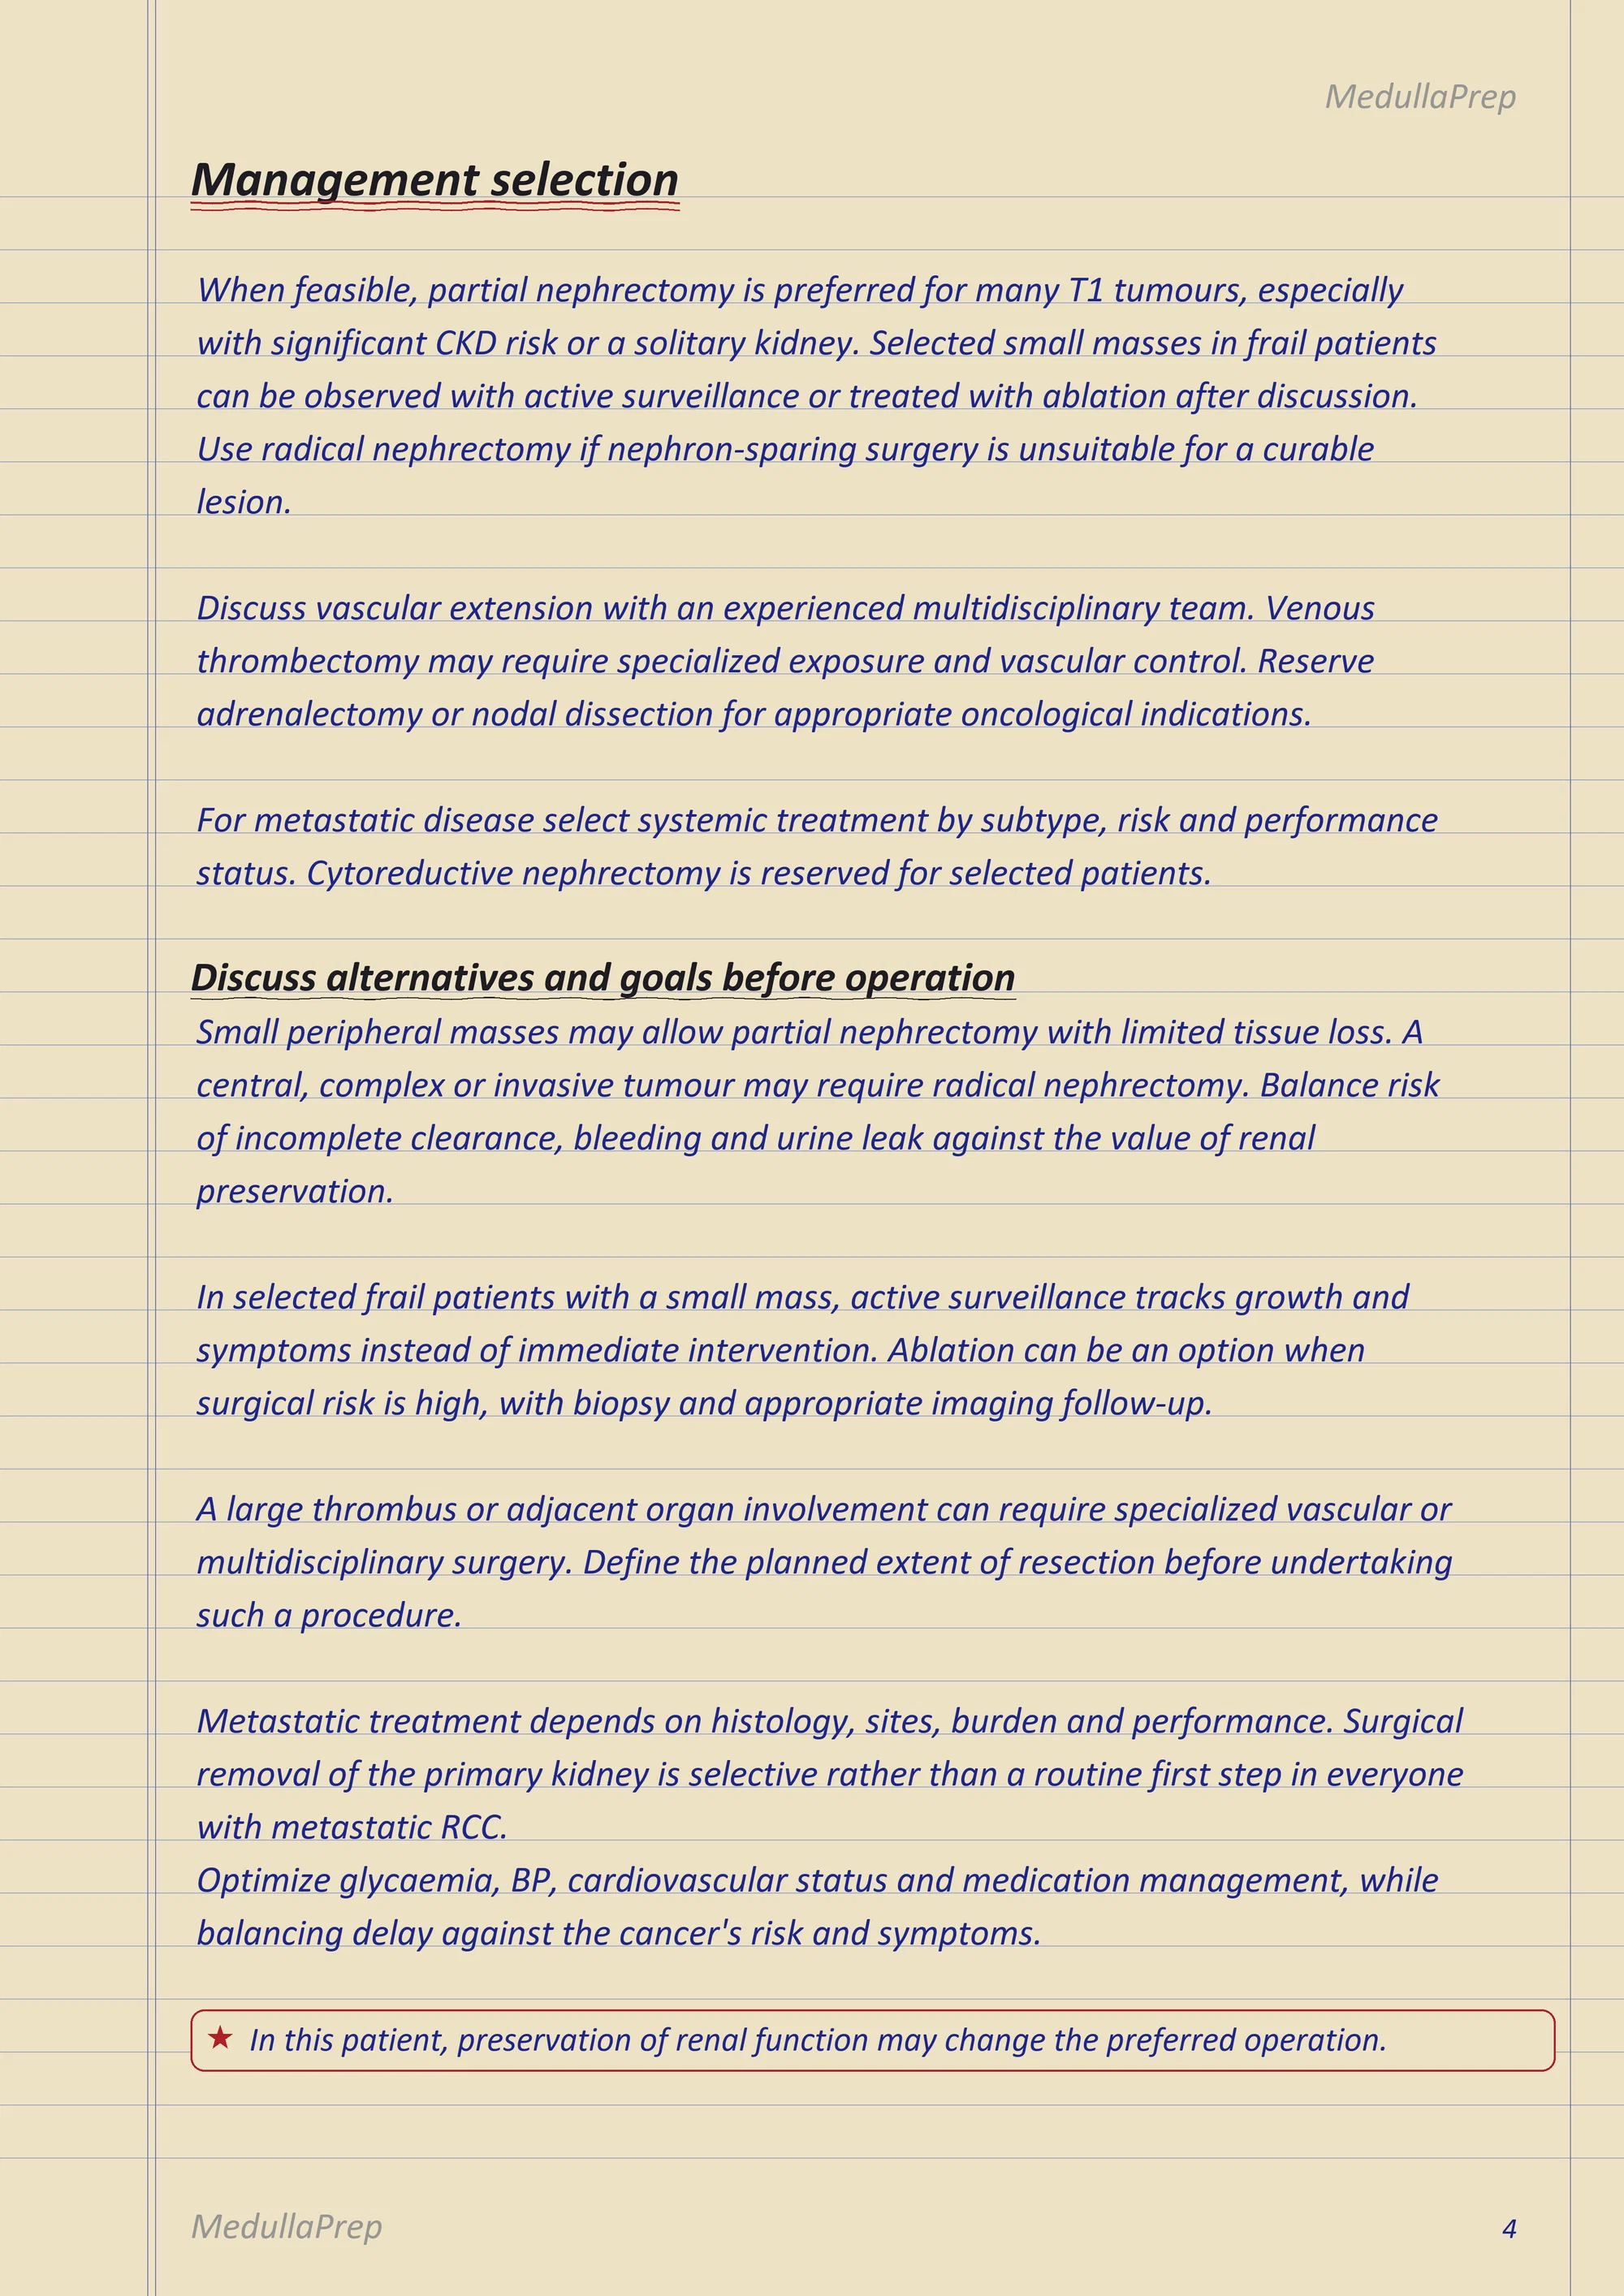 MedullaPrep
Management selection
When feasible, partial nephrectomy is preferred for many T1 tumours, especially
with significant CKD risk or a solitary kidney. Selected small masses in frail patients
can be observed with active surveillance or treated with ablation after discussion.
Use radical nephrectomy if nephron-sparing surgery is unsuitable for a curable
lesion.
Discuss vascular extension with an experienced multidisciplinary team. Venous
thrombectomy may require specialized exposure and vascular control. Reserve
adrenalectomy or nodal dissection for appropriate oncological indications.
For metastatic disease select systemic treatment by subtype, risk and performance
status. Cytoreductive nephrectomy is reserved for selected patients.
Discuss alternatives and goals before operation
Small peripheral masses may allow partial nephrectomy with limited tissue loss. A
central, complex or invasive tumour may require radical nephrectomy. Balance risk
of incomplete clearance, bleeding and urine leak against the value of renal
preservation.
In selected frail patients with a small mass, active surveillance tracks growth and
symptoms instead of immediate intervention. Ablation can be an option when
surgical risk is high, with biopsy and appropriate imaging follow-up.
A large thrombus or adjacent organ involvement can require specialized vascular or
multidisciplinary surgery. Define the planned extent of resection before undertaking
such a procedure.
Metastatic treatment depends on histology, sites, burden and performance. Surgical
removal of the primary kidney is selective rather than a routine first step in everyone
with metastatic RCC.
Optimize glycaemia, BP, cardiovascular status and medication management, while
balancing delay against the cancer's risk and symptoms.
★ In this patient, preservation of renal function may change the preferred operation.
MedullaPrep
4